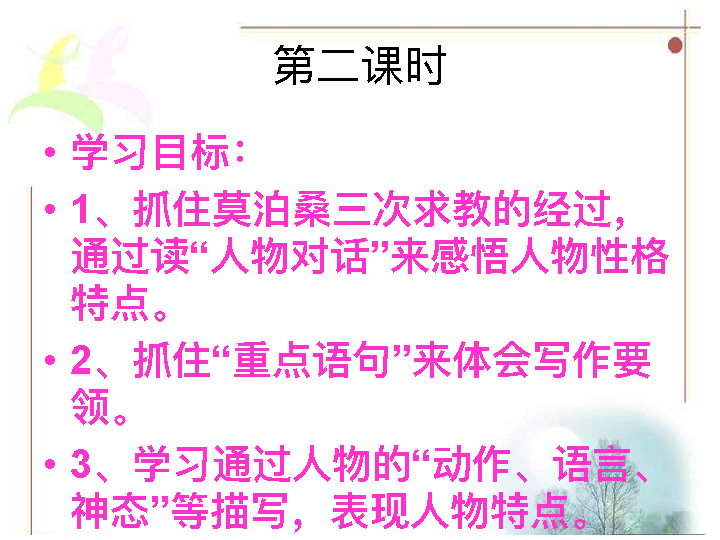 第二课时
• 学习目标：
• 1、抓住莫泊桑三次求教的经过，
通过读“人物对话”来感悟人物性格
特点。
• 2、抓住“重点语句”来体会写作要
领。
• 3、学习通过人物的“动作、语言、
神态”等描写，表现人物特点。